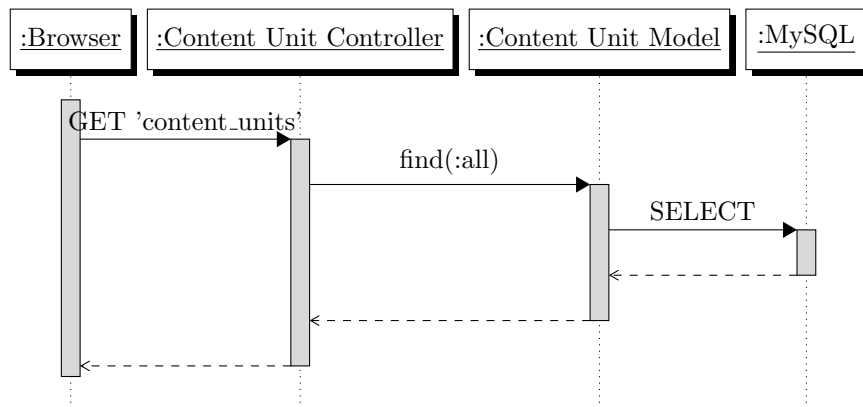 :Browser
:Content Unit Controller
:Content Unit Model
:MySQL
GET 'content_units'
find(:all)
SELECT